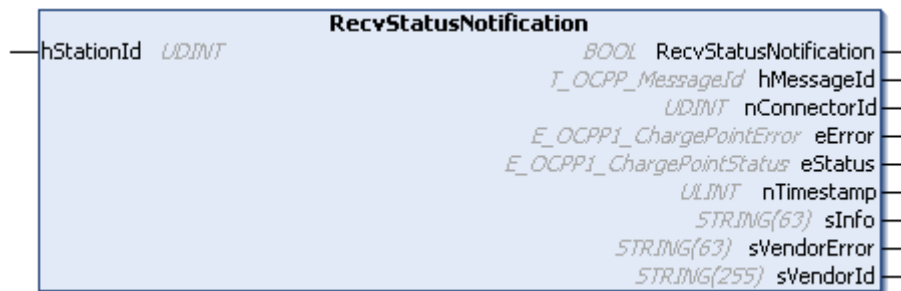 RecvStatusNotification
hStationId UDINT BOOL RecvStatusNotification
T_OCPP_MessageId hMessageId
UDINT nConnectorId
E_OCPP1_ChargePointError eError
E_OCPP1_ChargePointStatus eStatus
ULINT nTimestamp
STRING(63) sInfo
STRING(63) sVendorError
STRING(255) sVendorId